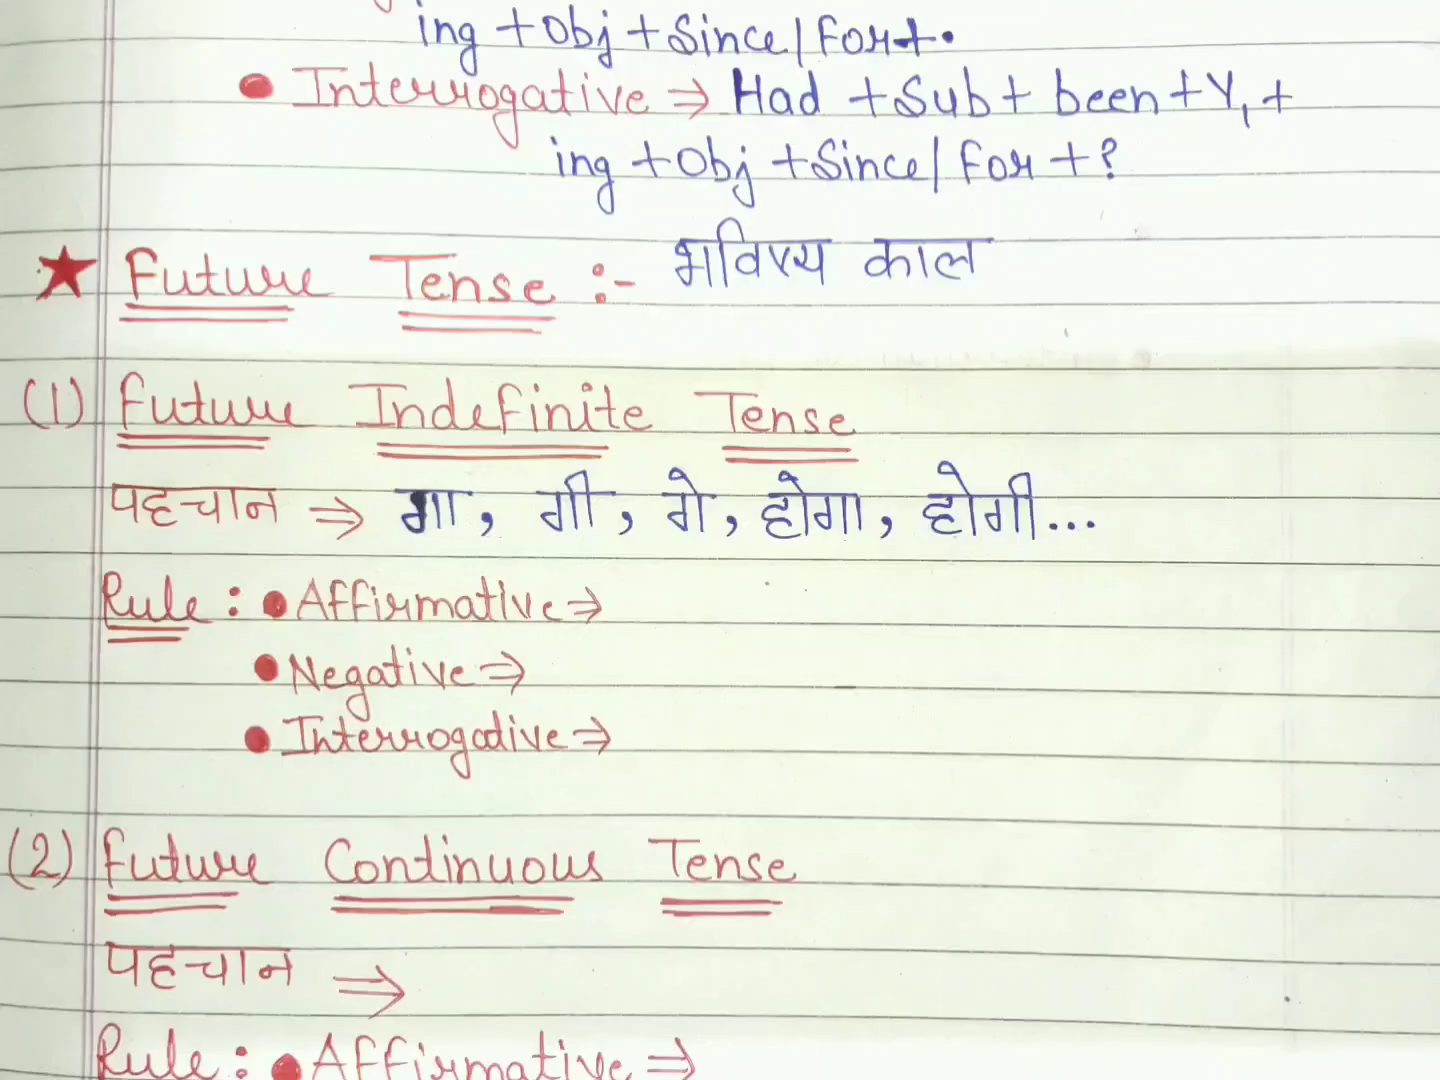 ing + Obj + Since/For + .
• Interrogative ⇒ Had + Sub + been + V₁ +
ing + Obj + Since/For + ?
★ Future Tense :- भविष्य काल
(1) Future Indefinite Tense
पहचान ⇒ गा, गी, गे, होगा, होगी...
Rule : • Affirmative ⇒
• Negative ⇒
• Interrogative ⇒
(2) Future Continuous Tense
पहचान ⇒
Rule : • Affirmative ⇒